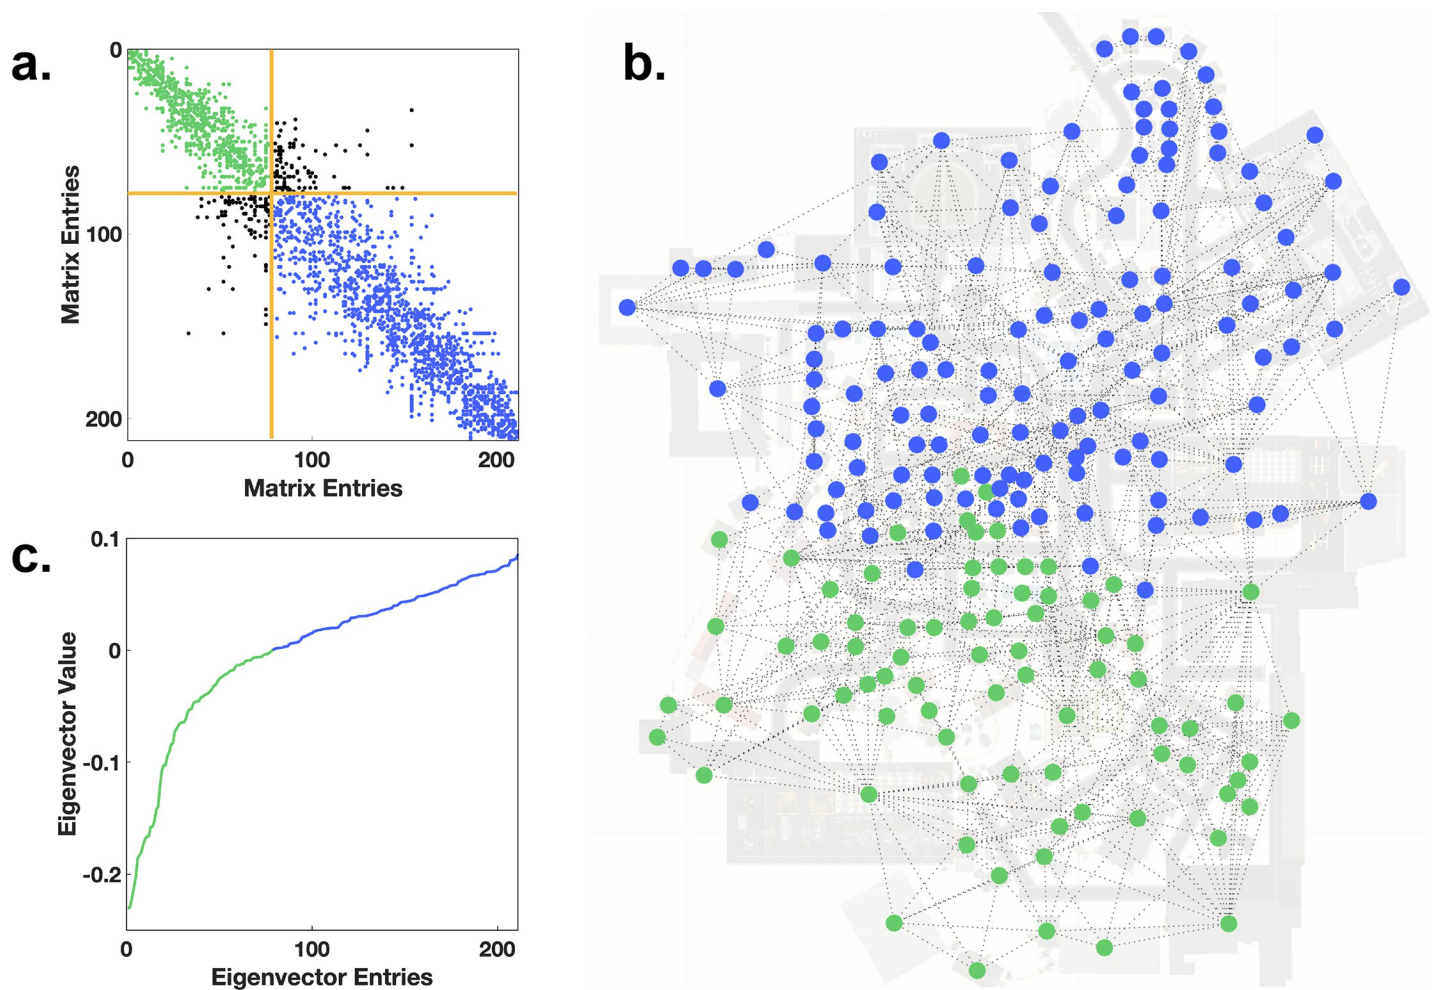 a.
0
100
200
Matrix Entries
0
100
200
Matrix Entries
b.
c.
0.1
0
-0.1
-0.2
Eigenvector Value
0
100
200
Eigenvector Entries